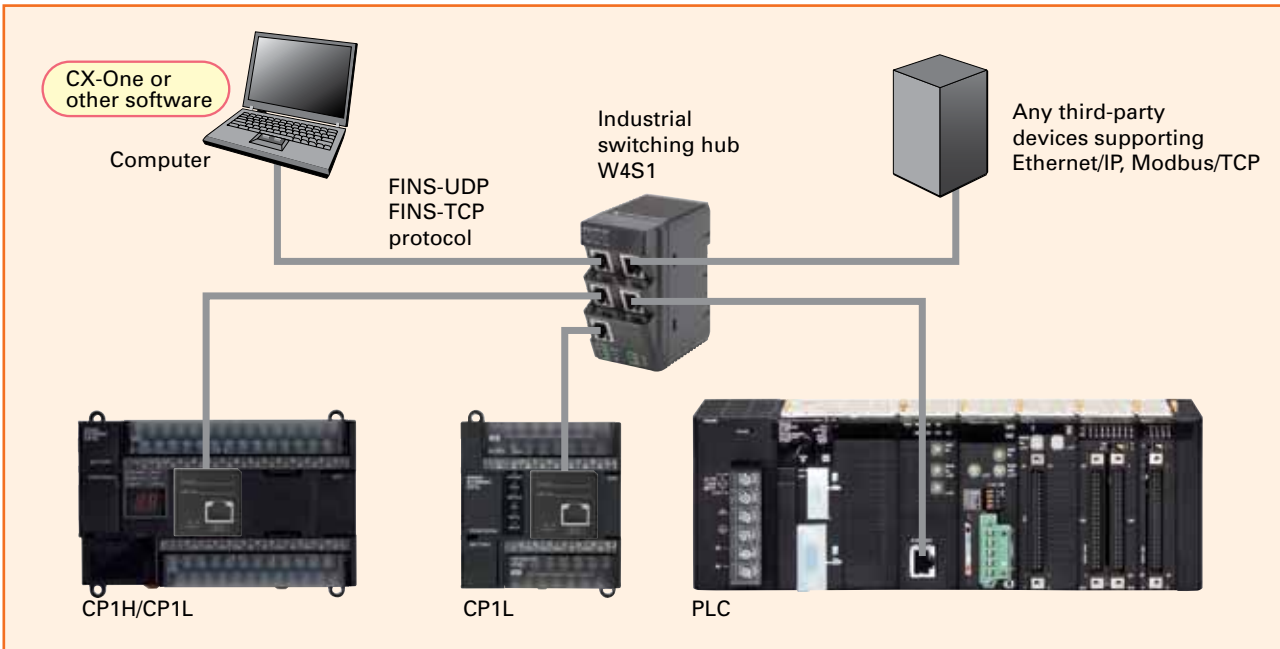 CX-One or
other software
Computer
FINS-UDP
FINS-TCP
protocol
Industrial
switching hub
W4S1
Any third-party
devices supporting
Ethernet/IP, Modbus/TCP
CP1H/CP1L
CP1L
PLC